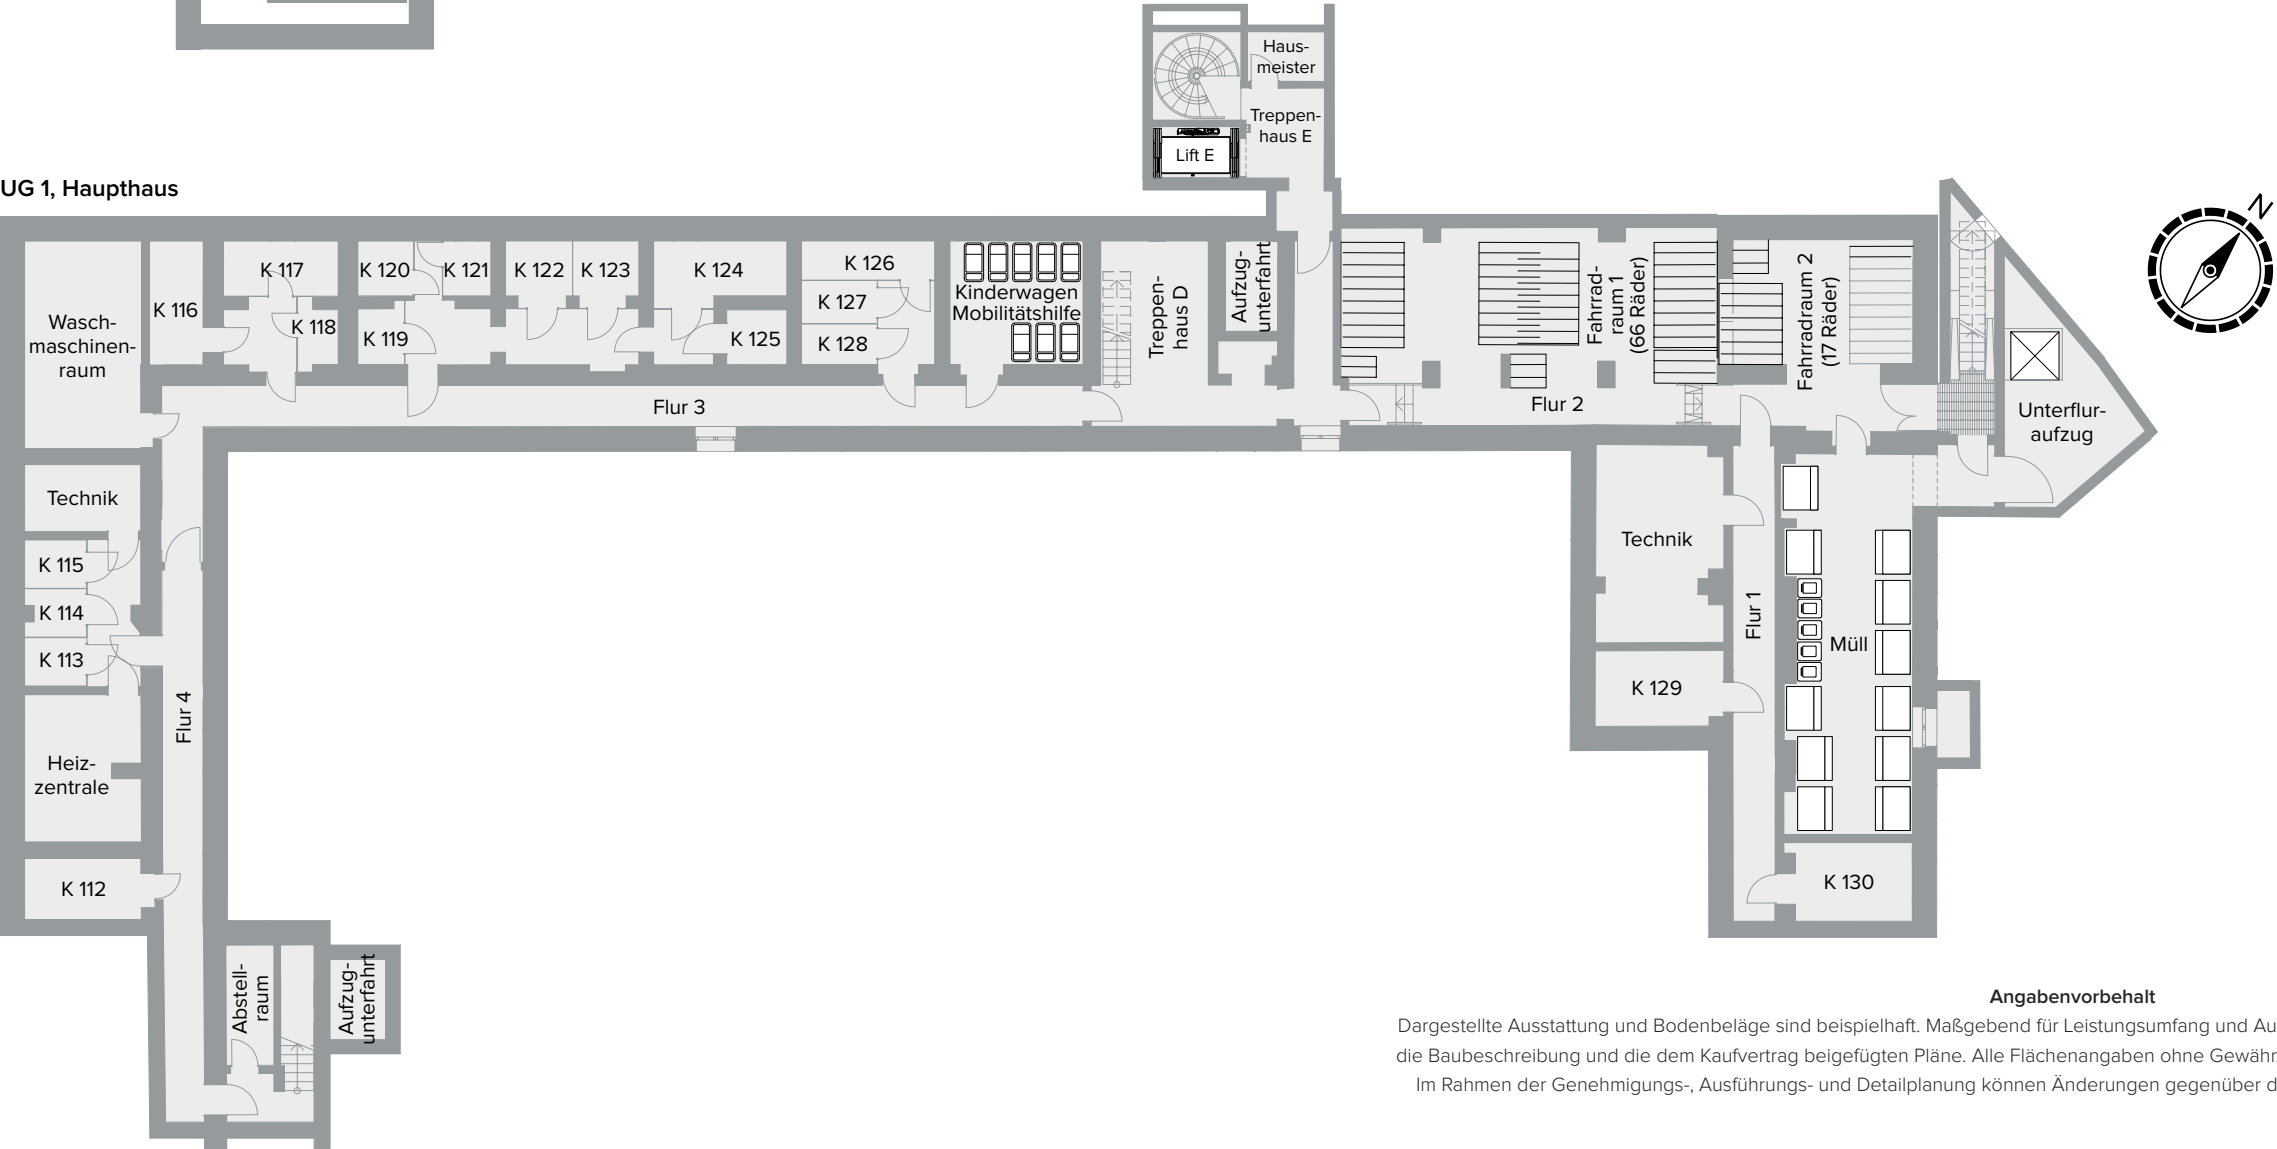 Haus-
meister
Treppen-
haus E
Lift E
UG 1, Haupthaus
N
Wasch-
maschinen-
raum
K 116
K 117
K 118
K 120
K 121
K 119
K 122
K 123
K 124
K 125
K 126
K 127
K 128
Kinderwagen
Mobilitätshilfe
Treppen-
haus D
Aufzug-
unterfahrt
Fahrrad-
raum 1
(66 Räder)
Fahrradraum 2
(17 Räder)
Unterflur-
aufzug
Flur 3
Flur 2
Technik
K 115
K 114
K 113
Heiz-
zentrale
Flur 4
K 112
Abstell-
raum
Aufzug-
unterfahrt
Technik
K 129
Flur 1
Müll
K 130
Angabenvorbehalt
Dargestellte Ausstattung und Bodenbeläge sind beispielhaft. Maßgebend für Leistungsumfang und Au
die Baubeschreibung und die dem Kaufvertrag beigefügten Pläne. Alle Flächenangaben ohne Gewähr.
Im Rahmen der Genehmigungs-, Ausführungs- und Detailplanung können Änderungen gegenüber d